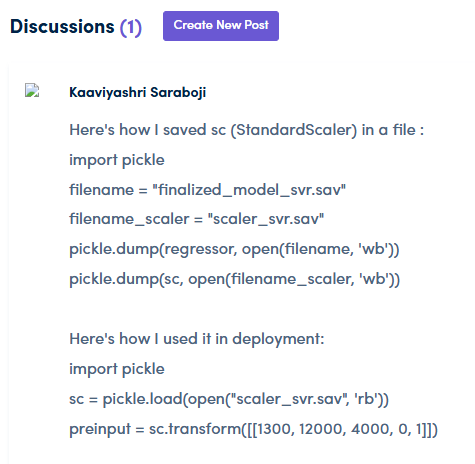 Discussions (1)
Create New Post
Kaaviyashri Saraboji
Here's how I saved sc (StandardScaler) in a file :
import pickle
filename = "finalized_model_svr.sav"
filename_scaler = "scaler_svr.sav"
pickle.dump(regressor, open(filename, 'wb'))
pickle.dump(sc, open(filename_scaler, 'wb'))
Here's how I used it in deployment:
import pickle
sc = pickle.load(open("scaler_svr.sav", 'rb'))
preinput = sc.transform([[1300, 12000, 4000, 0, 1]])